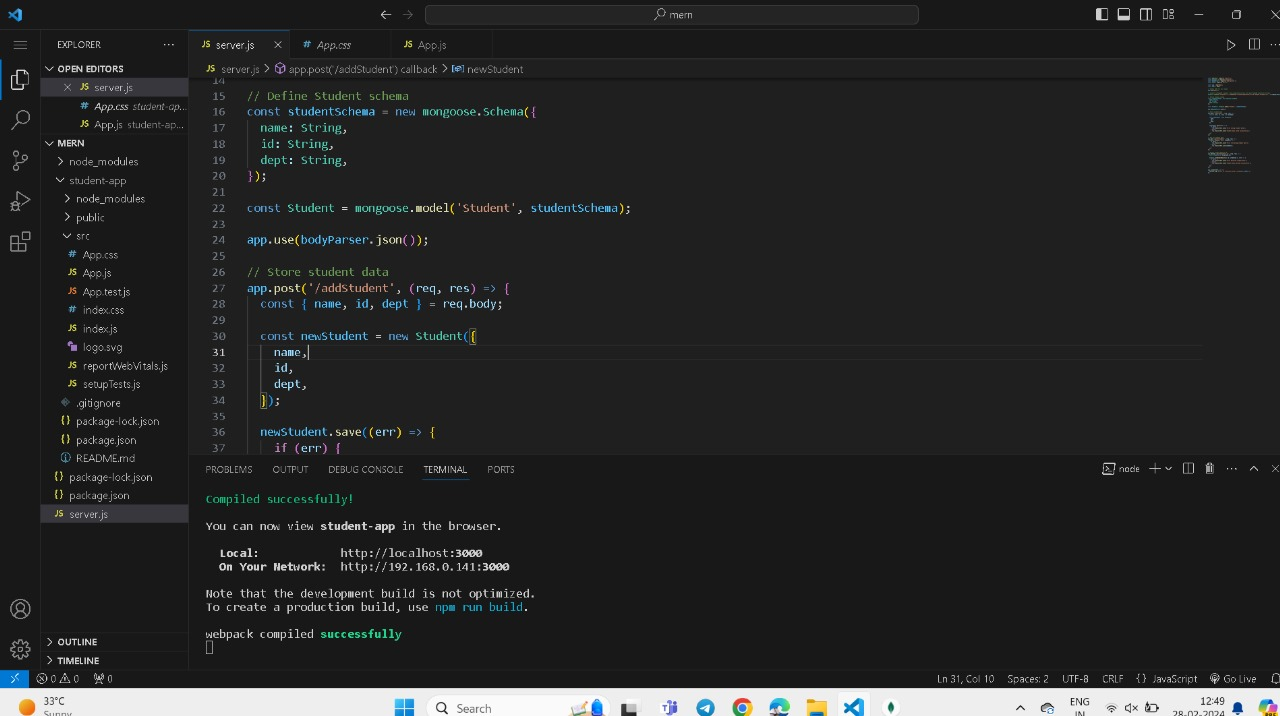 mern
EXPLORER
OPEN EDITORS
server.js
App.css student-ap...
App.js student-ap...
MERN
node_modules
student-app
node_modules
public
src
App.css
App.js
App.test.js
index.css
index.js
logo.svg
reportWebVitals.js
setupTests.js
.gitignore
package-lock.json
package.json
README.md
package-lock.json
package.json
server.js
OUTLINE
TIMELINE
server.js
App.css
App.js
server.js > app.post('/addStudent') callback > newStudent
14
15 // Define Student schema
16 const studentSchema = new mongoose.Schema({
17 name: String,
18 id: String,
19 dept: String,
20 });
21
22 const Student = mongoose.model('Student', studentSchema);
23
24 app.use(bodyParser.json());
25
26 // Store student data
27 app.post('/addStudent', (req, res) => {
28 const { name, id, dept } = req.body;
29
30 const newStudent = new Student({
31 name,
32 id,
33 dept,
34 });
35
36 newStudent.save((err) => {
37 if (err) {
PROBLEMS OUTPUT DEBUG CONSOLE TERMINAL PORTS
node
Compiled successfully!
You can now view student-app in the browser.
Local: http://localhost:3000
On Your Network: http://192.168.0.141:3000
Note that the development build is not optimized.
To create a production build, use npm run build.
webpack compiled successfully
0 0 0
Ln 31, Col 10 Spaces: 2 UTF-8 CRLF {} JavaScript Go Live
33°C
Sunny
Search
ENG
IN
12:49
28-02-2024